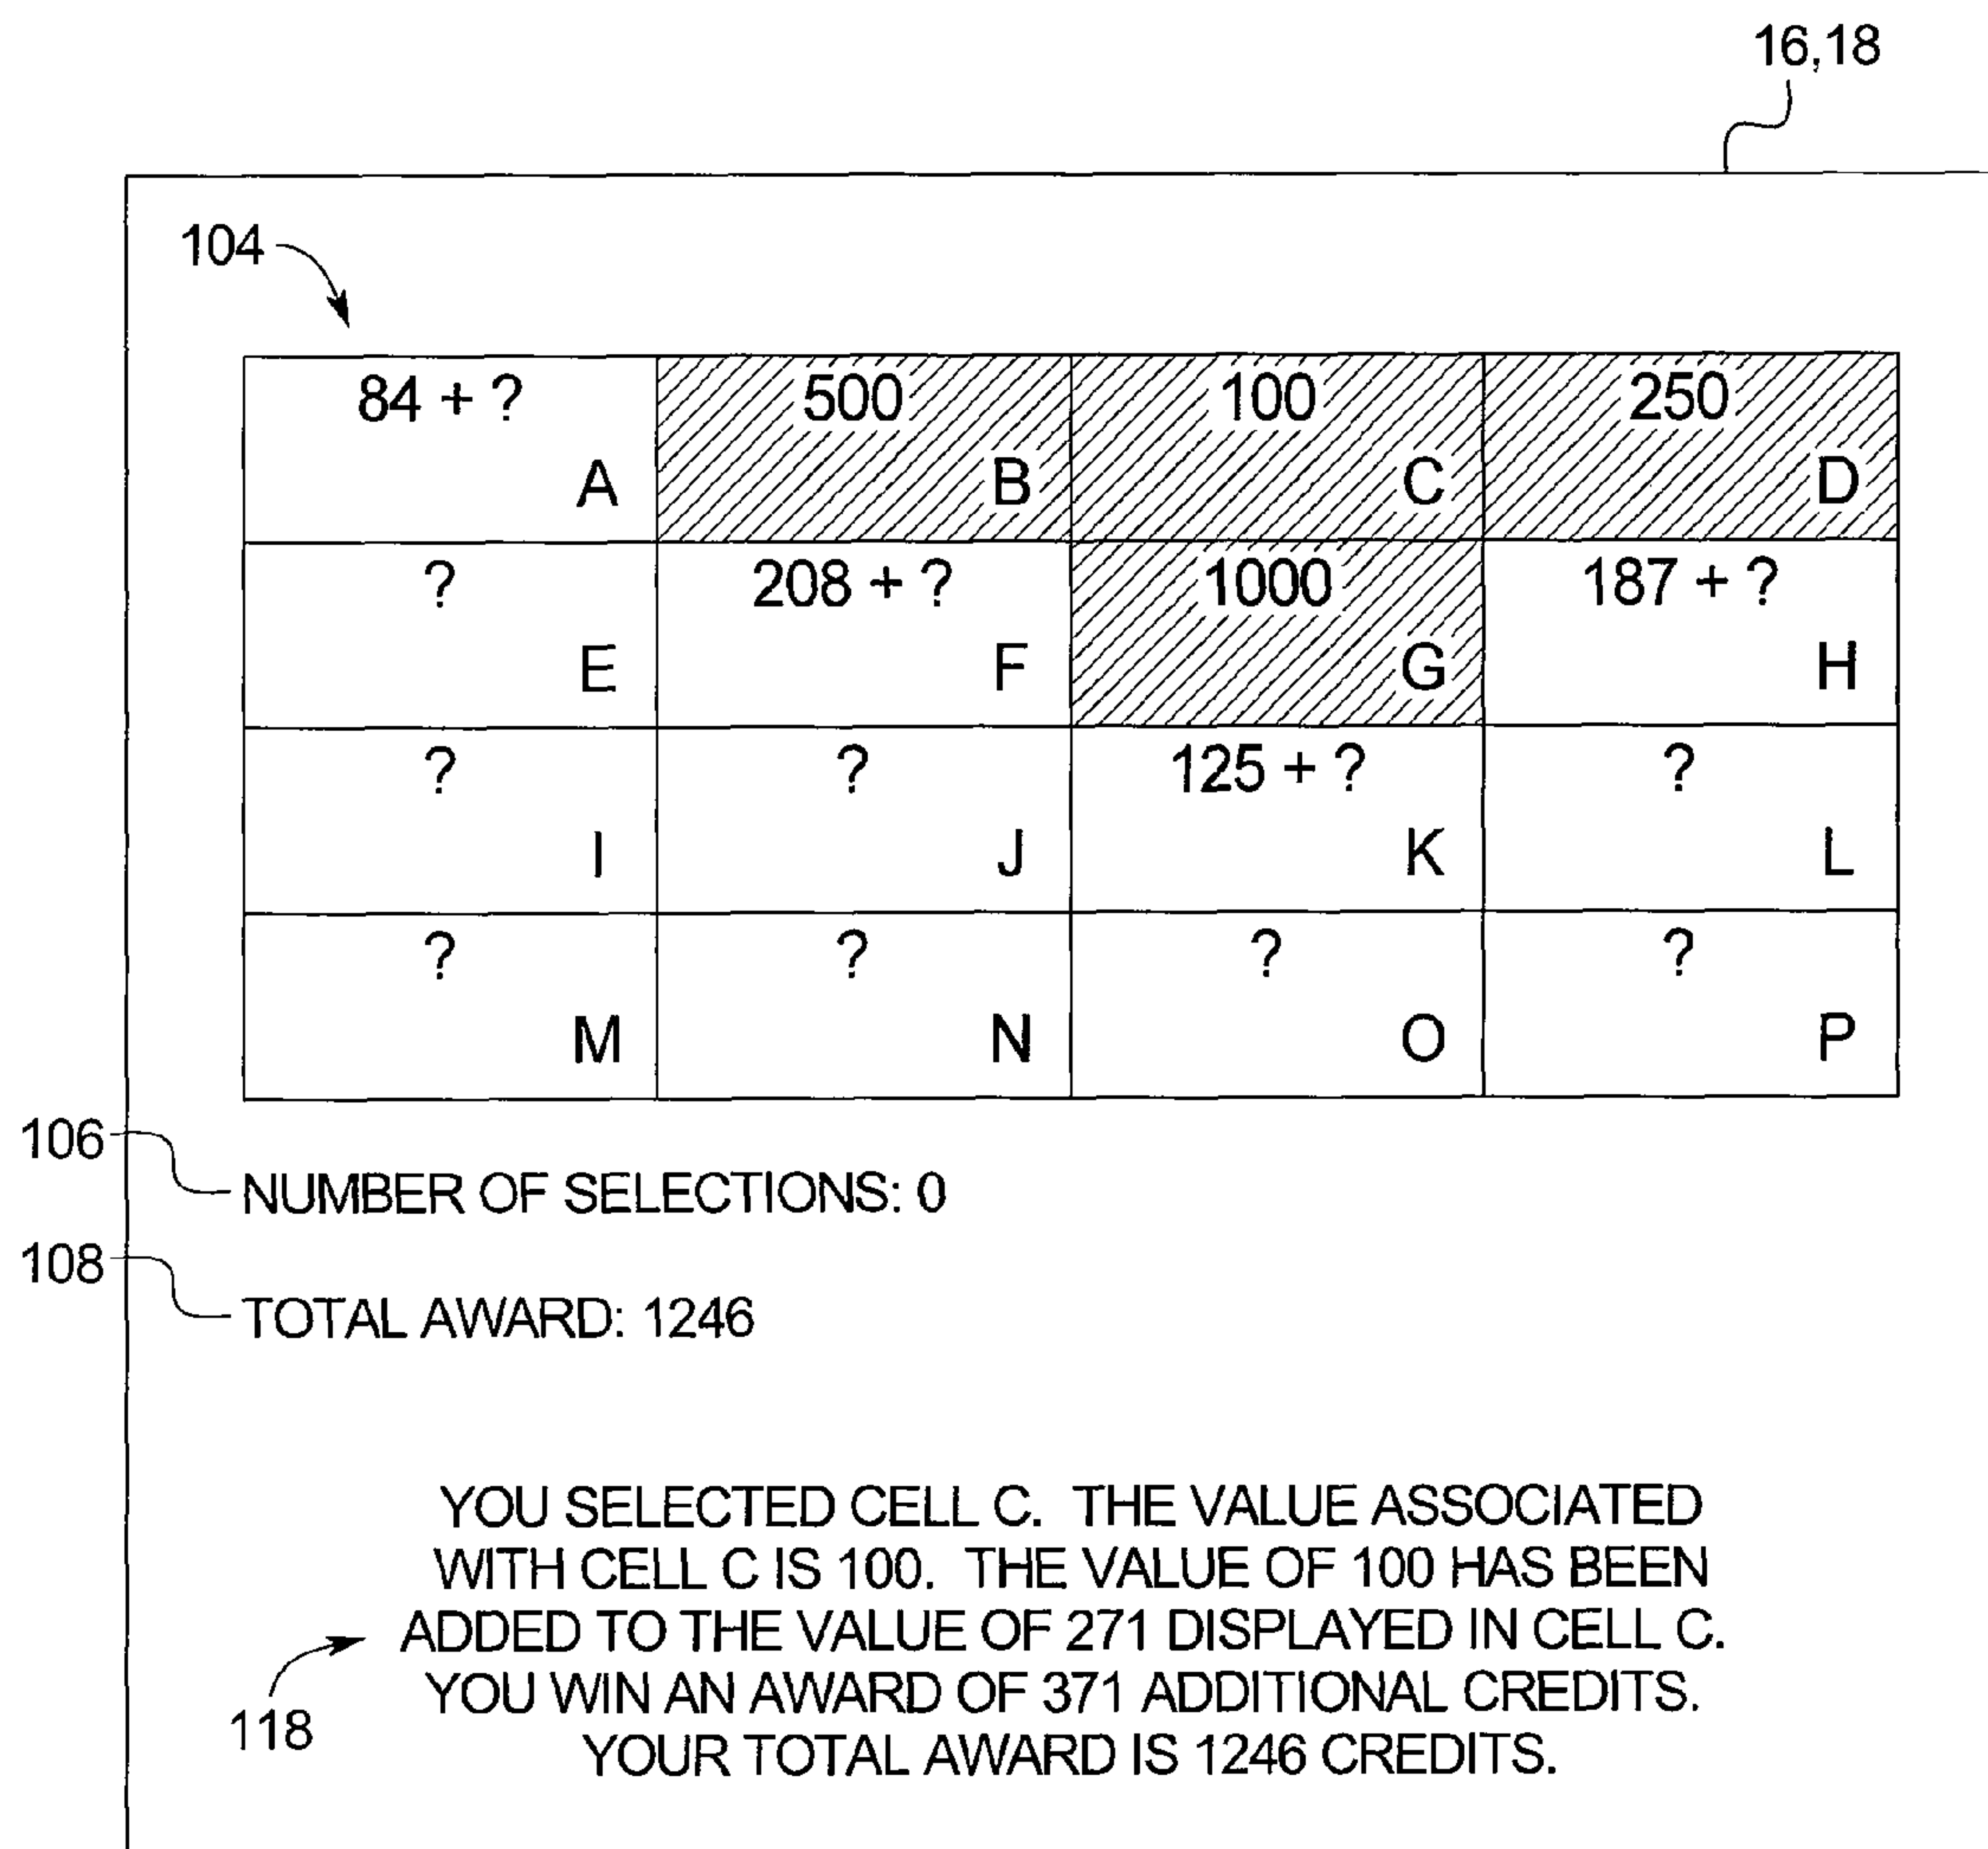 16,18
104
84 + ? 500 100 250
A B C D
? 208 + ? 1000 187 + ?
E F G H
? ? 125 + ? ?
I J K L
? ? ? ?
M N O P
106
NUMBER OF SELECTIONS: 0
108
TOTAL AWARD: 1246
YOU SELECTED CELL C. THE VALUE ASSOCIATED
WITH CELL C IS 100. THE VALUE OF 100 HAS BEEN
ADDED TO THE VALUE OF 271 DISPLAYED IN CELL C.
YOU WIN AN AWARD OF 371 ADDITIONAL CREDITS.
118
YOUR TOTAL AWARD IS 1246 CREDITS.